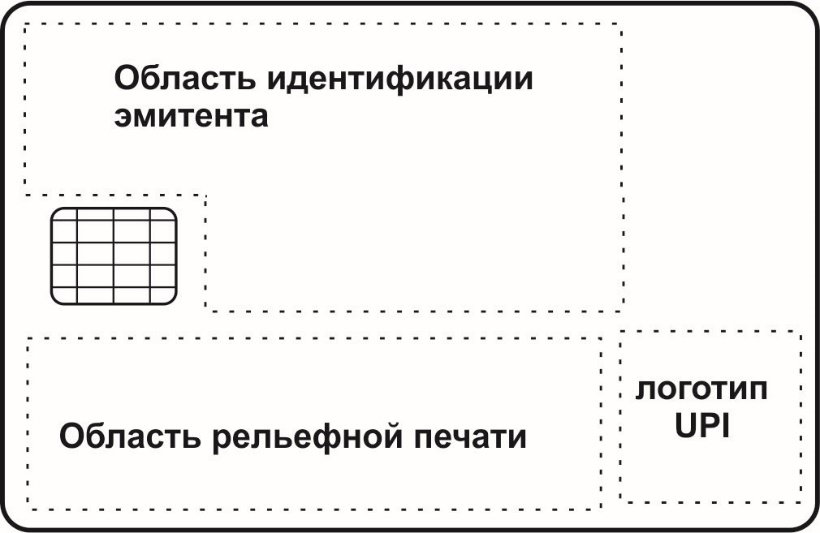 Область идентификации
эмитента
Область рельефной печати
логотип
UPI